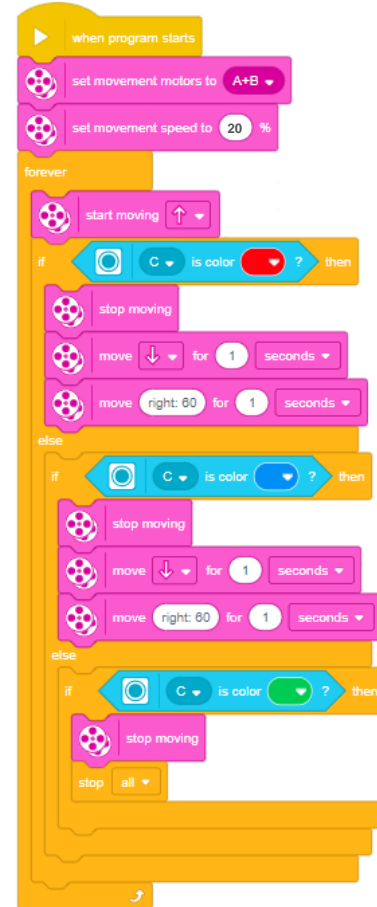 when program starts
set movement motors to A+B
set movement speed to 20 %
forever
start moving
if C is color ? then
stop moving
move for 1 seconds
move right: 60 for 1 seconds
else
if C is color ? then
stop moving
move for 1 seconds
move right: 60 for 1 seconds
else
if C is color ? then
stop moving
stop all